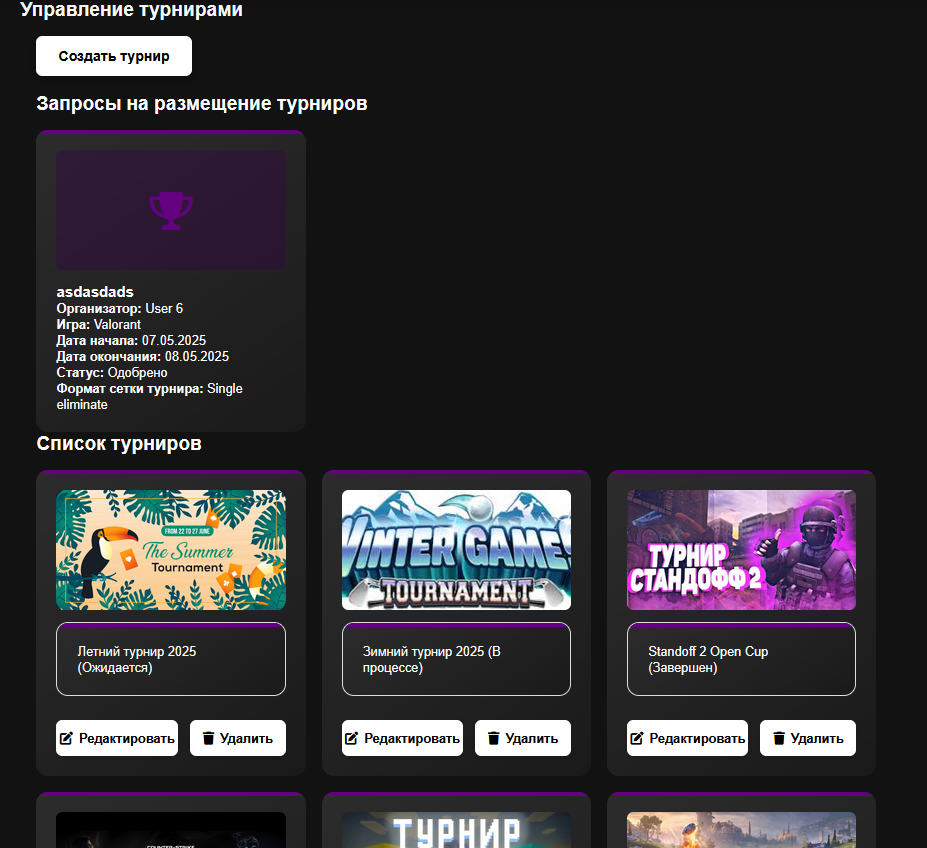 Управление турнирами
Создать турнир
Запросы на размещение турниров
asdasdads
Организатор: User 6
Игра: Valorant
Дата начала: 07.05.2025
Дата окончания: 08.05.2025
Статус: Одобрено
Формат сетки турнира: Single
eliminate
Список турниров
FROM 22 TO 27 JUNE
The Summer
Tournament
WINTER GAMES
TOURNAMENT
ТУРНИР
СТАНДОФФ 2
Летний турнир 2025
(Ожидается)
Зимний турнир 2025 (В
процессе)
Standoff 2 Open Cup
(Завершен)
Редактировать
Удалить
Редактировать
Удалить
Редактировать
Удалить
COUNTER-STRIKE
ТУРНИР